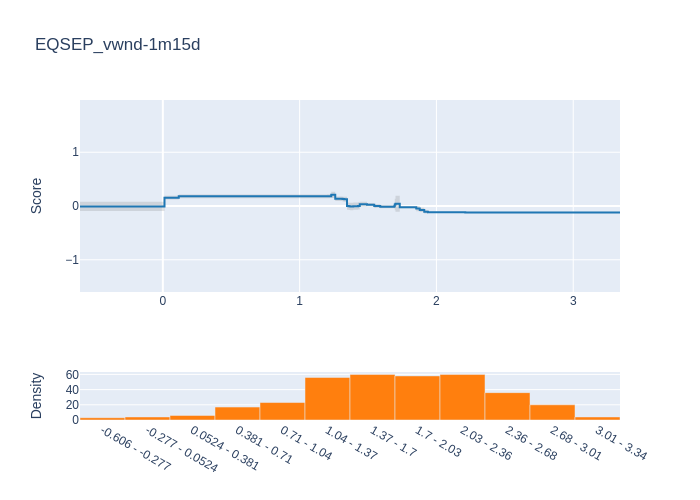 EQSEP_vwnd-1m15d
Score
1
0
−1
0
1
2
3
Density
60
40
20
0
-0.606 - -0.277
-0.277 - 0.0524
0.0524 - 0.381
0.381 - 0.71
0.71 - 1.04
1.04 - 1.37
1.37 - 1.7
1.7 - 2.03
2.03 - 2.36
2.36 - 2.68
2.68 - 3.01
3.01 - 3.34